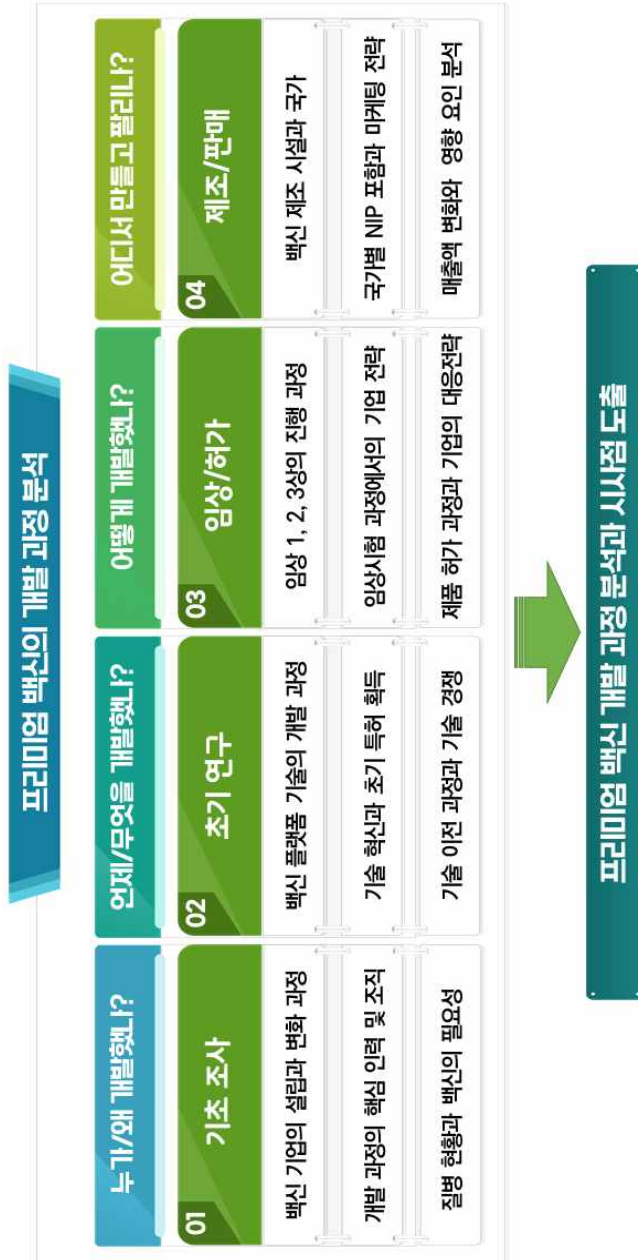 프리미엄 백신의 개발 과정 분석
누가/왜 개발했나?
01
기초 조사
백신 기업의 설립과 변화 과정
개발 과정의 핵심 인력 및 조직
질병 현황과 백신의 필요성
언제/무엇을 개발했나?
02
초기 연구
백신 플랫폼 기술의 개발 과정
기술 혁신과 초기 특허 획득
기술 이전 과정과 기술 경쟁
어떻게 개발했나?
03
임상/허가
임상 1, 2, 3상의 진행 과정
임상시험 과정에서의 기업 전략
제품 허가 과정과 기업의 대응전략
어디서 만들고 팔리나?
04
제조/판매
백신 제조 시설과 국가
국가별 NIP 포함과 마케팅 전략
매출액 변화와 영향 요인 분석
프리미엄 백신 개발 과정 분석과 시사점 도출